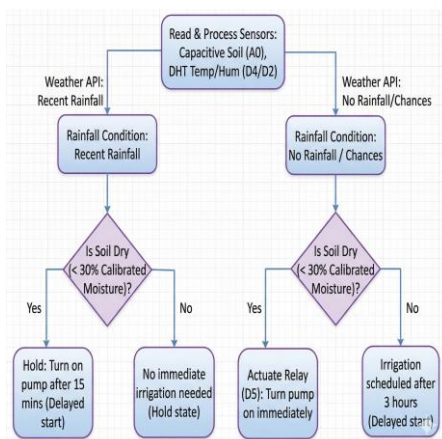 Read & Process Sensors:
Capacitive Soil (A0),
DHT Temp/Hum (D4/D2)
Weather API:
Recent Rainfall
Weather API:
No Rainfall/Chances
Rainfall Condition:
Recent Rainfall
Rainfall Condition:
No Rainfall / Chances
Is Soil Dry
(< 30% Calibrated
Moisture)?
Is Soil Dry
(< 30% Calibrated
Moisture)?
Yes
No
Yes
No
Hold: Turn on
pump after 15
mins (Delayed
start)
No immediate
irrigation needed
(Hold state)
Actuate Relay
(D5): Turn pump
on immediately
Irrigation
scheduled after
3 hours
(Delayed start)